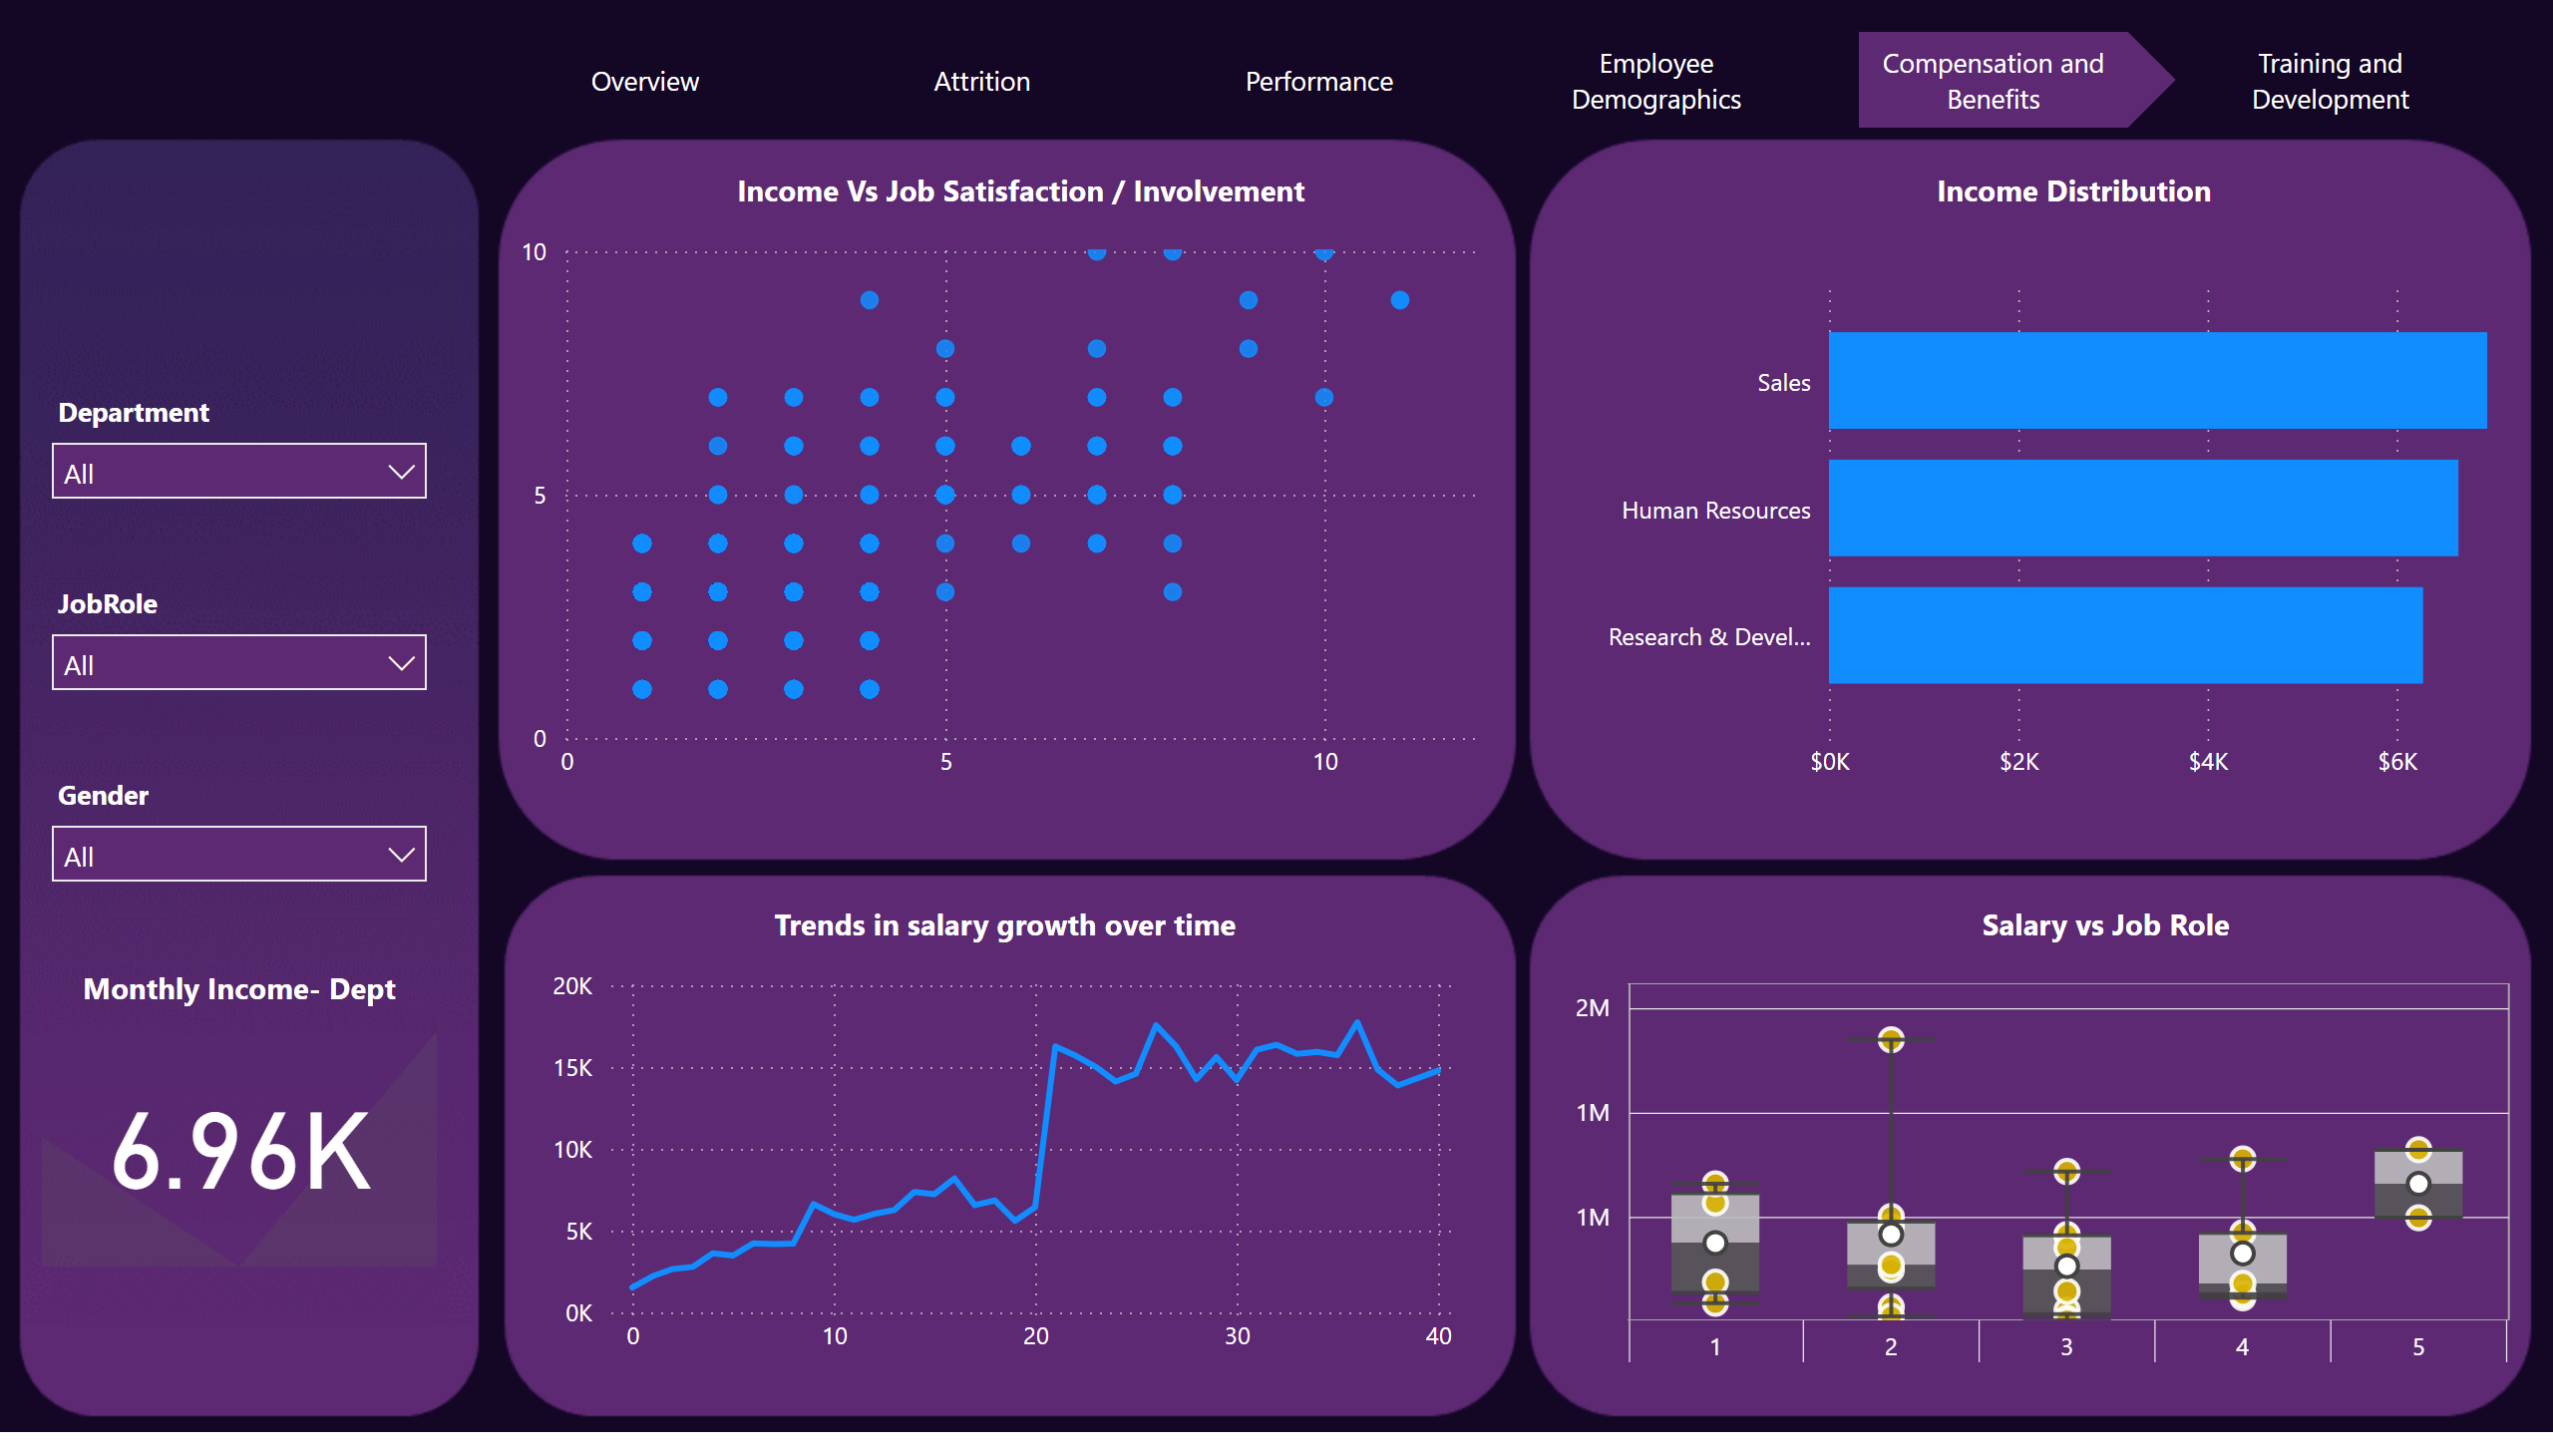 Overview
Attrition
Performance
Employee
Demographics
Compensation and
Benefits
Training and
Development
Department
All
JobRole
All
Gender
All
Monthly Income- Dept
6.96K
Income Vs Job Satisfaction / Involvement
10
5
0
0 5 10
Income Distribution
Sales
Human Resources
Research & Devel...
$0K $2K $4K $6K
Trends in salary growth over time
20K
15K
10K
5K
0K
0 10 20 30 40
Salary vs Job Role
2M
1M
1M
1 2 3 4 5